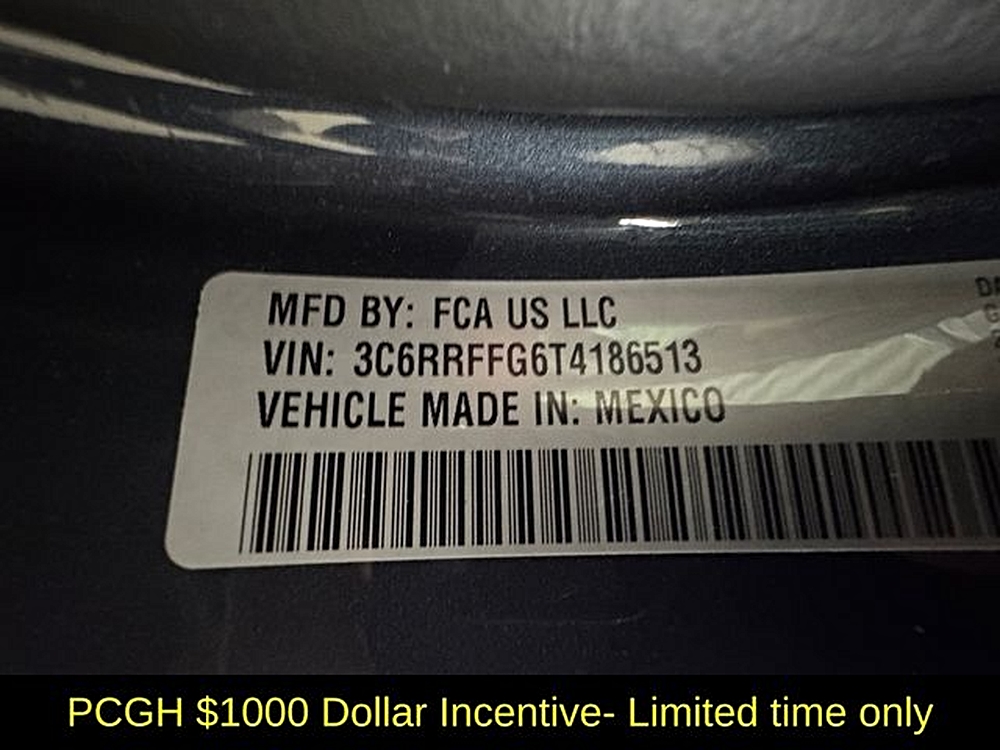 MFD BY: FCA US LLC
VIN: 3C6RRFFG6T4186513
VEHICLE MADE IN: MEXICO
PCGH $1000 Dollar Incentive- Limited time only